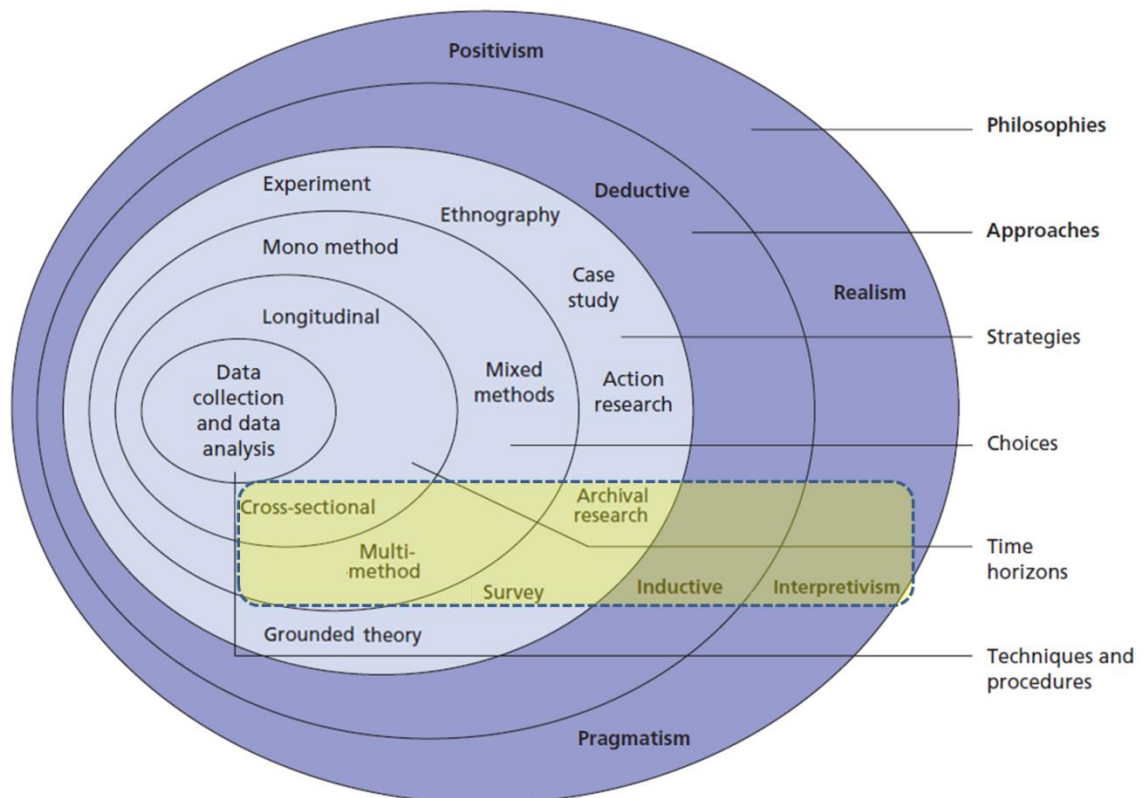 Positivism
Philosophies
Experiment
Deductive
Ethnography
Approaches
Mono method
Case
study
Realism
Longitudinal
Strategies
Data
collection
and data
analysis
Mixed
methods
Action
research
Choices
Cross-sectional
Archival
research
Multi-
-method
Time
horizons
Survey
Inductive
Interpretivism
Grounded theory
Techniques and
procedures
Pragmatism